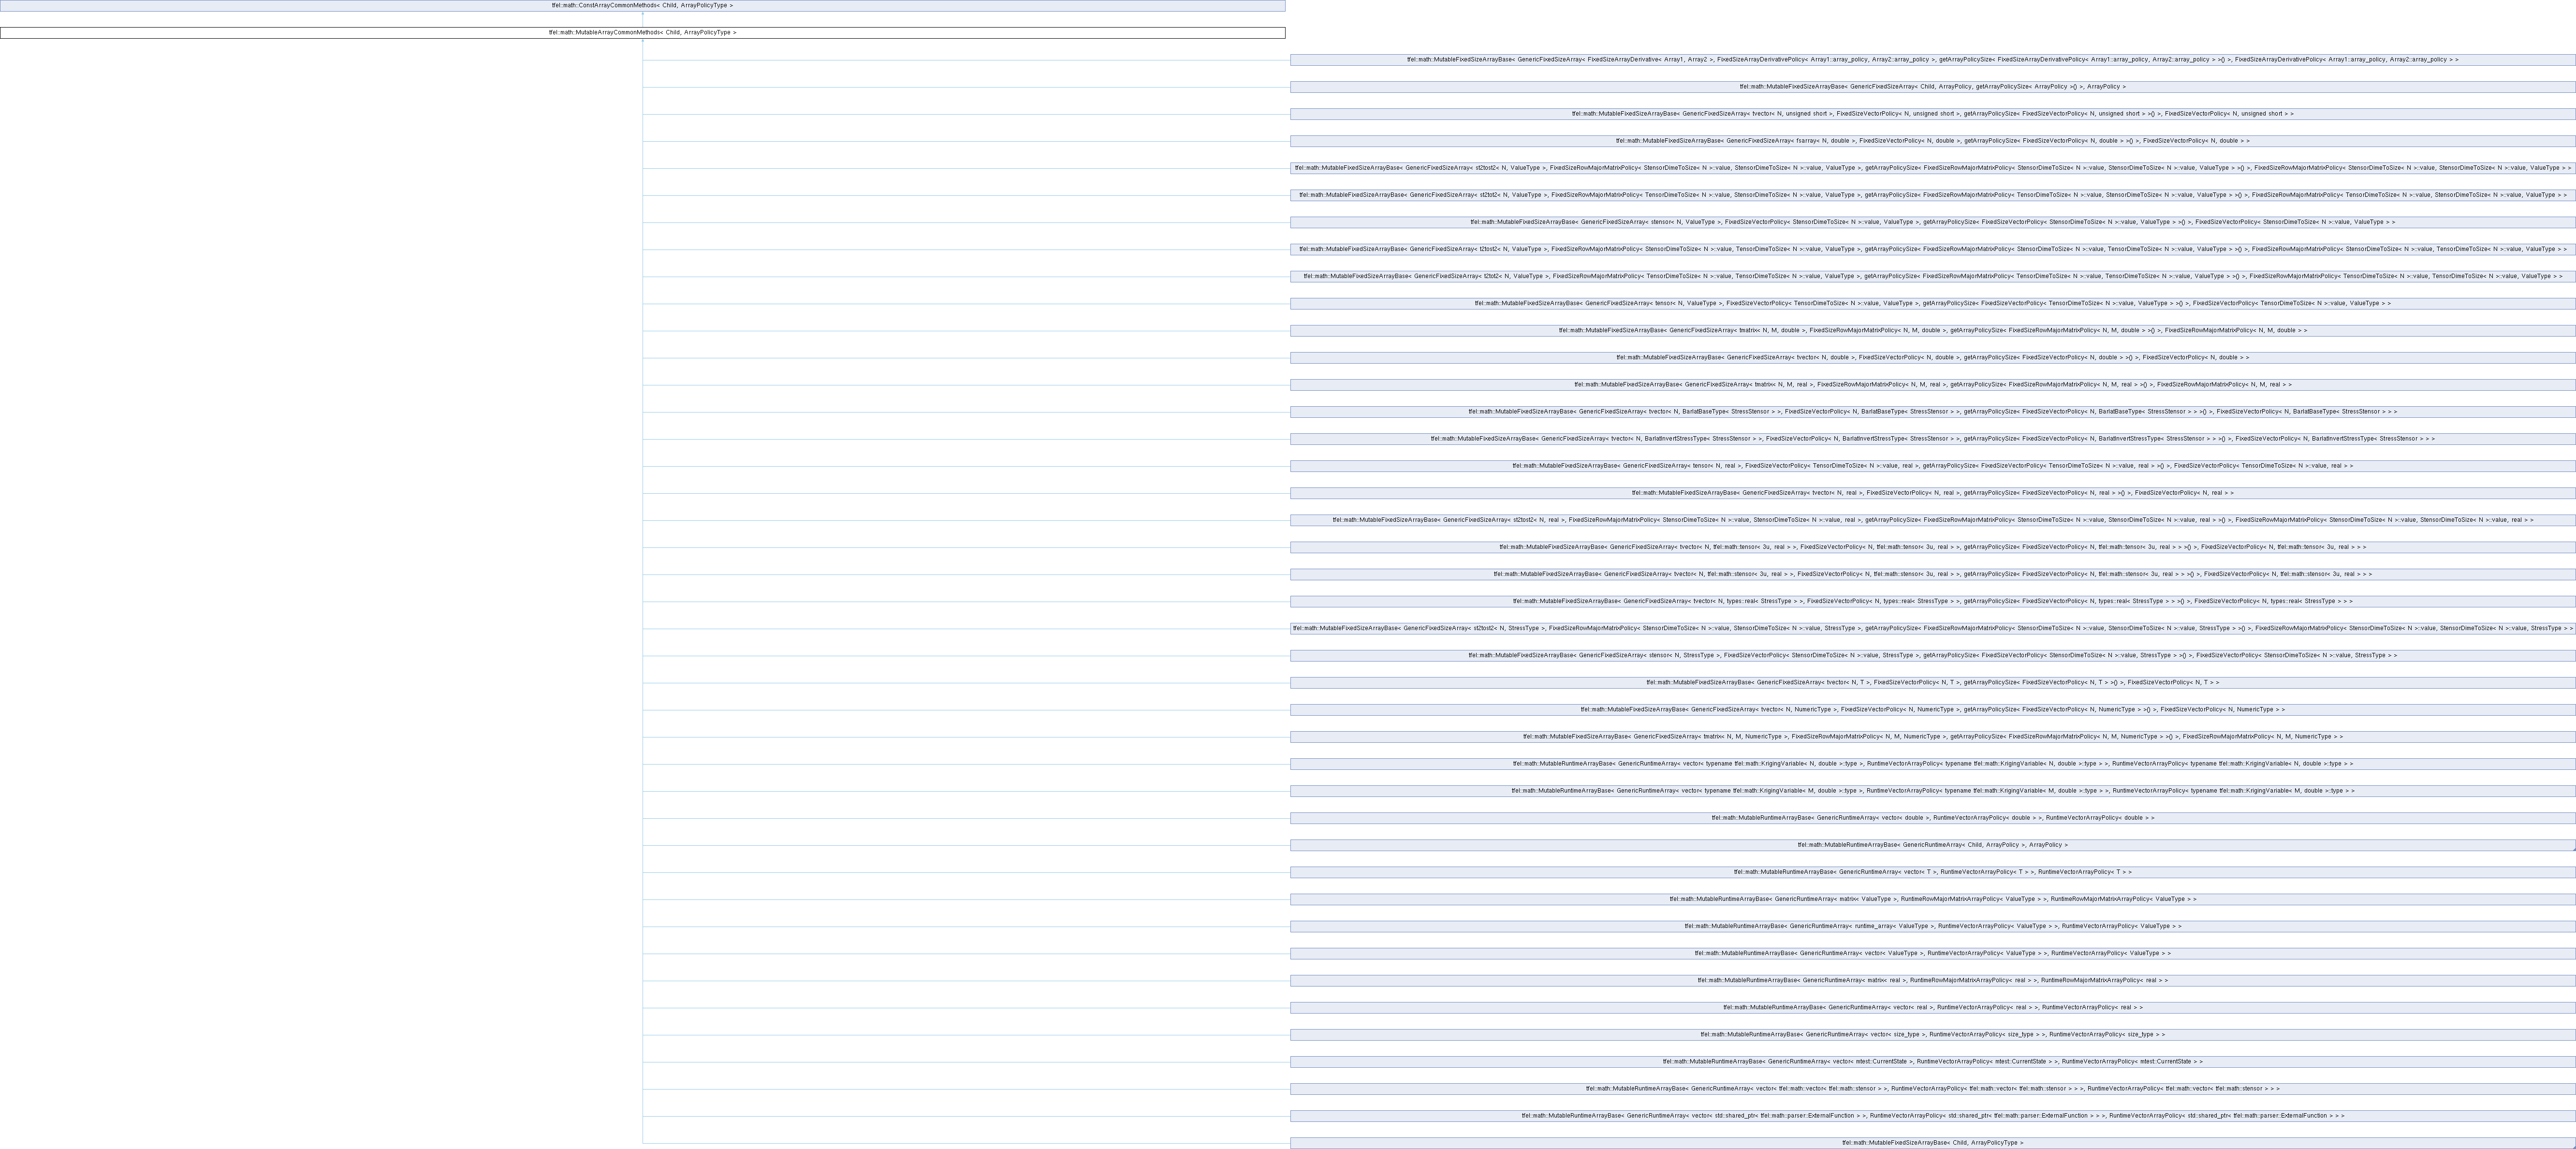 tfel::math::ConstArrayCommonMethods< Child, ArrayPolicyType >
tfel::math::MutableArrayCommonMethods< Child, ArrayPolicyType >
tfel::math::MutableFixedSizeArrayBase< GenericFixedSizeArray< FixedSizeArrayDerivative< Array1, Array2 >, FixedSizeArrayDerivativePolicy< Array1::array_policy, Array2::array_policy >, getArrayPolicySize< FixedSizeArrayDerivativePolicy< Array1::array_policy, Array2::array_policy > >() >, FixedSizeArrayDerivativePolicy< Array1::array_policy, Array2::array_policy > >
tfel::math::MutableFixedSizeArrayBase< GenericFixedSizeArray< Child, ArrayPolicy, getArrayPolicySize< ArrayPolicy >() >, ArrayPolicy >
tfel::math::MutableFixedSizeArrayBase< GenericFixedSizeArray< tvector< N, unsigned short >, FixedSizeVectorPolicy< N, unsigned short >, getArrayPolicySize< FixedSizeVectorPolicy< N, unsigned short > >() >, FixedSizeVectorPolicy< N, unsigned short > >
tfel::math::MutableFixedSizeArrayBase< GenericFixedSizeArray< fsarray< N, double >, FixedSizeVectorPolicy< N, double >, getArrayPolicySize< FixedSizeVectorPolicy< N, double > >() >, FixedSizeVectorPolicy< N, double > >
tfel::math::MutableFixedSizeArrayBase< GenericFixedSizeArray< st2tost2< N, ValueType >, FixedSizeRowMajorMatrixPolicy< StensorDimeToSize< N >::value, StensorDimeToSize< N >::value, ValueType >, getArrayPolicySize< FixedSizeRowMajorMatrixPolicy< StensorDimeToSize< N >::value, StensorDimeToSize< N >::value, ValueType > >() >, FixedSizeRowMajorMatrixPolicy< StensorDimeToSize< N >::value, StensorDimeToSize< N >::value, ValueType > >
tfel::math::MutableFixedSizeArrayBase< GenericFixedSizeArray< st2tot2< N, ValueType >, FixedSizeRowMajorMatrixPolicy< TensorDimeToSize< N >::value, StensorDimeToSize< N >::value, ValueType >, getArrayPolicySize< FixedSizeRowMajorMatrixPolicy< TensorDimeToSize< N >::value, StensorDimeToSize< N >::value, ValueType > >() >, FixedSizeRowMajorMatrixPolicy< TensorDimeToSize< N >::value, StensorDimeToSize< N >::value, ValueType > >
tfel::math::MutableFixedSizeArrayBase< GenericFixedSizeArray< stensor< N, ValueType >, FixedSizeVectorPolicy< StensorDimeToSize< N >::value, ValueType >, getArrayPolicySize< FixedSizeVectorPolicy< StensorDimeToSize< N >::value, ValueType > >() >, FixedSizeVectorPolicy< StensorDimeToSize< N >::value, ValueType > >
tfel::math::MutableFixedSizeArrayBase< GenericFixedSizeArray< t2tost2< N, ValueType >, FixedSizeRowMajorMatrixPolicy< StensorDimeToSize< N >::value, TensorDimeToSize< N >::value, ValueType >, getArrayPolicySize< FixedSizeRowMajorMatrixPolicy< StensorDimeToSize< N >::value, TensorDimeToSize< N >::value, ValueType > >() >, FixedSizeRowMajorMatrixPolicy< StensorDimeToSize< N >::value, TensorDimeToSize< N >::value, ValueType > >
tfel::math::MutableFixedSizeArrayBase< GenericFixedSizeArray< t2tot2< N, ValueType >, FixedSizeRowMajorMatrixPolicy< TensorDimeToSize< N >::value, TensorDimeToSize< N >::value, ValueType >, getArrayPolicySize< FixedSizeRowMajorMatrixPolicy< TensorDimeToSize< N >::value, TensorDimeToSize< N >::value, ValueType > >() >, FixedSizeRowMajorMatrixPolicy< TensorDimeToSize< N >::value, TensorDimeToSize< N >::value, ValueType > >
tfel::math::MutableFixedSizeArrayBase< GenericFixedSizeArray< tensor< N, ValueType >, FixedSizeVectorPolicy< TensorDimeToSize< N >::value, ValueType >, getArrayPolicySize< FixedSizeVectorPolicy< TensorDimeToSize< N >::value, ValueType > >() >, FixedSizeVectorPolicy< TensorDimeToSize< N >::value, ValueType > >
tfel::math::MutableFixedSizeArrayBase< GenericFixedSizeArray< tmatrix< N, M, double >, FixedSizeRowMajorMatrixPolicy< N, M, double >, getArrayPolicySize< FixedSizeRowMajorMatrixPolicy< N, M, double > >() >, FixedSizeRowMajorMatrixPolicy< N, M, double > >
tfel::math::MutableFixedSizeArrayBase< GenericFixedSizeArray< tvector< N, double >, FixedSizeVectorPolicy< N, double >, getArrayPolicySize< FixedSizeVectorPolicy< N, double > >() >, FixedSizeVectorPolicy< N, double > >
tfel::math::MutableFixedSizeArrayBase< GenericFixedSizeArray< tmatrix< N, M, real >, FixedSizeRowMajorMatrixPolicy< N, M, real >, getArrayPolicySize< FixedSizeRowMajorMatrixPolicy< N, M, real > >() >, FixedSizeRowMajorMatrixPolicy< N, M, real > >
tfel::math::MutableFixedSizeArrayBase< GenericFixedSizeArray< tvector< N, BarlatBaseType< StressStensor > >, FixedSizeVectorPolicy< N, BarlatBaseType< StressStensor > >, getArrayPolicySize< FixedSizeVectorPolicy< N, BarlatBaseType< StressStensor > > >() >, FixedSizeVectorPolicy< N, BarlatBaseType< StressStensor > > >
tfel::math::MutableFixedSizeArrayBase< GenericFixedSizeArray< tvector< N, BarlatInvertStressType< StressStensor > >, FixedSizeVectorPolicy< N, BarlatInvertStressType< StressStensor > >, getArrayPolicySize< FixedSizeVectorPolicy< N, BarlatInvertStressType< StressStensor > > >() >, FixedSizeVectorPolicy< N, BarlatInvertStressType< StressStensor > > >
tfel::math::MutableFixedSizeArrayBase< GenericFixedSizeArray< tensor< N, real >, FixedSizeVectorPolicy< TensorDimeToSize< N >::value, real >, getArrayPolicySize< FixedSizeVectorPolicy< TensorDimeToSize< N >::value, real > >() >, FixedSizeVectorPolicy< TensorDimeToSize< N >::value, real > >
tfel::math::MutableFixedSizeArrayBase< GenericFixedSizeArray< tvector< N, real >, FixedSizeVectorPolicy< N, real >, getArrayPolicySize< FixedSizeVectorPolicy< N, real > >() >, FixedSizeVectorPolicy< N, real > >
tfel::math::MutableFixedSizeArrayBase< GenericFixedSizeArray< st2tost2< N, real >, FixedSizeRowMajorMatrixPolicy< StensorDimeToSize< N >::value, StensorDimeToSize< N >::value, real >, getArrayPolicySize< FixedSizeRowMajorMatrixPolicy< StensorDimeToSize< N >::value, StensorDimeToSize< N >::value, real > >() >, FixedSizeRowMajorMatrixPolicy< StensorDimeToSize< N >::value, StensorDimeToSize< N >::value, real > >
tfel::math::MutableFixedSizeArrayBase< GenericFixedSizeArray< tvector< N, tfel::math::tensor< 3u, real > >, FixedSizeVectorPolicy< N, tfel::math::tensor< 3u, real > >, getArrayPolicySize< FixedSizeVectorPolicy< N, tfel::math::tensor< 3u, real > > >() >, FixedSizeVectorPolicy< N, tfel::math::tensor< 3u, real > > >
tfel::math::MutableFixedSizeArrayBase< GenericFixedSizeArray< tvector< N, tfel::math::stensor< 3u, real > >, FixedSizeVectorPolicy< N, tfel::math::stensor< 3u, real > >, getArrayPolicySize< FixedSizeVectorPolicy< N, tfel::math::stensor< 3u, real > > >() >, FixedSizeVectorPolicy< N, tfel::math::stensor< 3u, real > > >
tfel::math::MutableFixedSizeArrayBase< GenericFixedSizeArray< tvector< N, types::real< StressType > >, FixedSizeVectorPolicy< N, types::real< StressType > >, getArrayPolicySize< FixedSizeVectorPolicy< N, types::real< StressType > > >() >, FixedSizeVectorPolicy< N, types::real< StressType > > >
tfel::math::MutableFixedSizeArrayBase< GenericFixedSizeArray< st2tost2< N, StressType >, FixedSizeRowMajorMatrixPolicy< StensorDimeToSize< N >::value, StensorDimeToSize< N >::value, StressType >, getArrayPolicySize< FixedSizeRowMajorMatrixPolicy< StensorDimeToSize< N >::value, StensorDimeToSize< N >::value, StressType > >() >, FixedSizeRowMajorMatrixPolicy< StensorDimeToSize< N >::value, StensorDimeToSize< N >::value, StressType > >
tfel::math::MutableFixedSizeArrayBase< GenericFixedSizeArray< stensor< N, StressType >, FixedSizeVectorPolicy< StensorDimeToSize< N >::value, StressType >, getArrayPolicySize< FixedSizeVectorPolicy< StensorDimeToSize< N >::value, StressType > >() >, FixedSizeVectorPolicy< StensorDimeToSize< N >::value, StressType > >
tfel::math::MutableFixedSizeArrayBase< GenericFixedSizeArray< tvector< N, T >, FixedSizeVectorPolicy< N, T >, getArrayPolicySize< FixedSizeVectorPolicy< N, T > >() >, FixedSizeVectorPolicy< N, T > >
tfel::math::MutableFixedSizeArrayBase< GenericFixedSizeArray< tvector< N, NumericType >, FixedSizeVectorPolicy< N, NumericType >, getArrayPolicySize< FixedSizeVectorPolicy< N, NumericType > >() >, FixedSizeVectorPolicy< N, NumericType > >
tfel::math::MutableFixedSizeArrayBase< GenericFixedSizeArray< tmatrix< N, M, NumericType >, FixedSizeRowMajorMatrixPolicy< N, M, NumericType >, getArrayPolicySize< FixedSizeRowMajorMatrixPolicy< N, M, NumericType > >() >, FixedSizeRowMajorMatrixPolicy< N, M, NumericType > >
tfel::math::MutableRuntimeArrayBase< GenericRuntimeArray< vector< typename tfel::math::KrigingVariable< N, double >::type >, RuntimeVectorArrayPolicy< typename tfel::math::KrigingVariable< N, double >::type > >, RuntimeVectorArrayPolicy< typename tfel::math::KrigingVariable< N, double >::type > >
tfel::math::MutableRuntimeArrayBase< GenericRuntimeArray< vector< typename tfel::math::KrigingVariable< M, double >::type >, RuntimeVectorArrayPolicy< typename tfel::math::KrigingVariable< M, double >::type > >, RuntimeVectorArrayPolicy< typename tfel::math::KrigingVariable< M, double >::type > >
tfel::math::MutableRuntimeArrayBase< GenericRuntimeArray< vector< double >, RuntimeVectorArrayPolicy< double > >, RuntimeVectorArrayPolicy< double > >
tfel::math::MutableRuntimeArrayBase< GenericRuntimeArray< Child, ArrayPolicy >, ArrayPolicy >
tfel::math::MutableRuntimeArrayBase< GenericRuntimeArray< vector< T >, RuntimeVectorArrayPolicy< T > >, RuntimeVectorArrayPolicy< T > >
tfel::math::MutableRuntimeArrayBase< GenericRuntimeArray< matrix< ValueType >, RuntimeRowMajorMatrixArrayPolicy< ValueType > >, RuntimeRowMajorMatrixArrayPolicy< ValueType > >
tfel::math::MutableRuntimeArrayBase< GenericRuntimeArray< runtime_array< ValueType >, RuntimeVectorArrayPolicy< ValueType > >, RuntimeVectorArrayPolicy< ValueType > >
tfel::math::MutableRuntimeArrayBase< GenericRuntimeArray< vector< ValueType >, RuntimeVectorArrayPolicy< ValueType > >, RuntimeVectorArrayPolicy< ValueType > >
tfel::math::MutableRuntimeArrayBase< GenericRuntimeArray< matrix< real >, RuntimeRowMajorMatrixArrayPolicy< real > >, RuntimeRowMajorMatrixArrayPolicy< real > >
tfel::math::MutableRuntimeArrayBase< GenericRuntimeArray< vector< real >, RuntimeVectorArrayPolicy< real > >, RuntimeVectorArrayPolicy< real > >
tfel::math::MutableRuntimeArrayBase< GenericRuntimeArray< vector< size_type >, RuntimeVectorArrayPolicy< size_type > >, RuntimeVectorArrayPolicy< size_type > >
tfel::math::MutableRuntimeArrayBase< GenericRuntimeArray< vector< mtest::CurrentState >, RuntimeVectorArrayPolicy< mtest::CurrentState > >, RuntimeVectorArrayPolicy< mtest::CurrentState > >
tfel::math::MutableRuntimeArrayBase< GenericRuntimeArray< vector< tfel::math::vector< tfel::math::stensor > >, RuntimeVectorArrayPolicy< tfel::math::vector< tfel::math::stensor > > >, RuntimeVectorArrayPolicy< tfel::math::vector< tfel::math::stensor > > >
tfel::math::MutableRuntimeArrayBase< GenericRuntimeArray< vector< std::shared_ptr< tfel::math::parser::ExternalFunction > >, RuntimeVectorArrayPolicy< std::shared_ptr< tfel::math::parser::ExternalFunction > > >, RuntimeVectorArrayPolicy< std::shared_ptr< tfel::math::parser::ExternalFunction > > >
tfel::math::MutableFixedSizeArrayBase< Child, ArrayPolicyType >